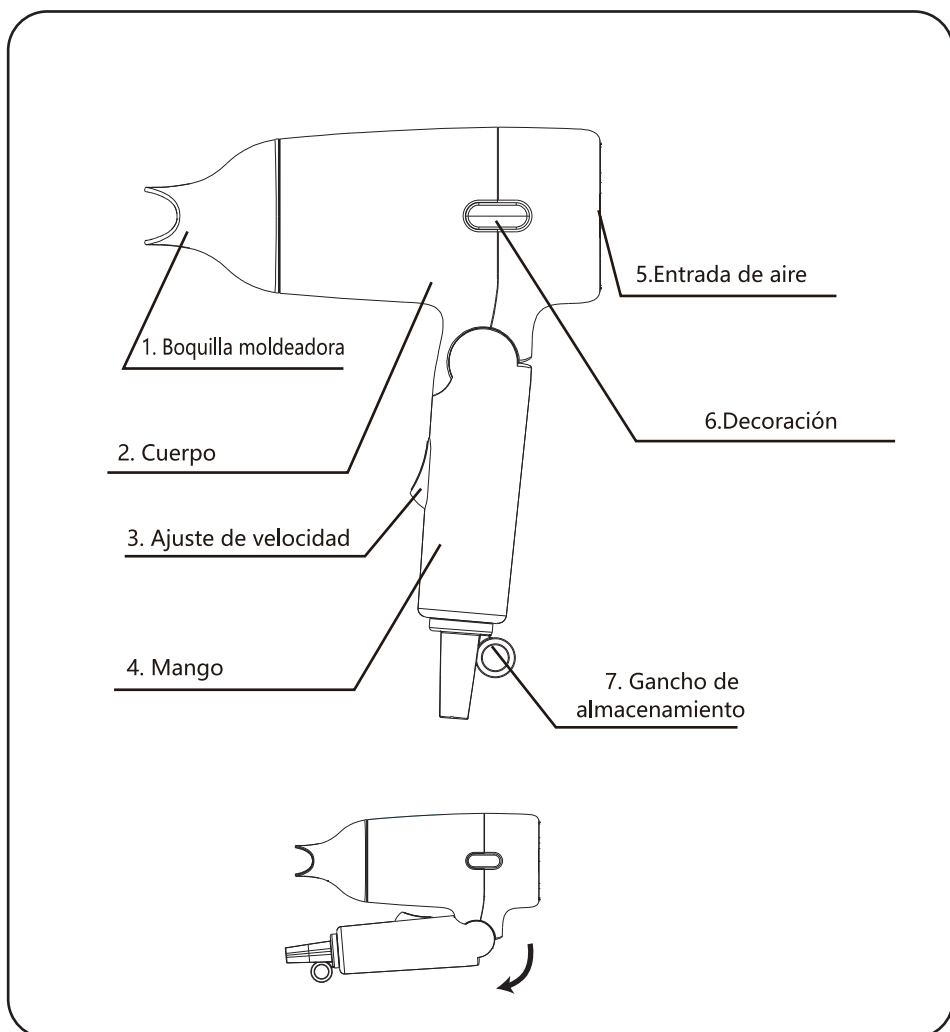 1. Boquilla moldeadora
2. Cuerpo
3. Ajuste de velocidad
4. Mango
5.Entrada de aire
6.Decoración
7. Gancho de
almacenamiento